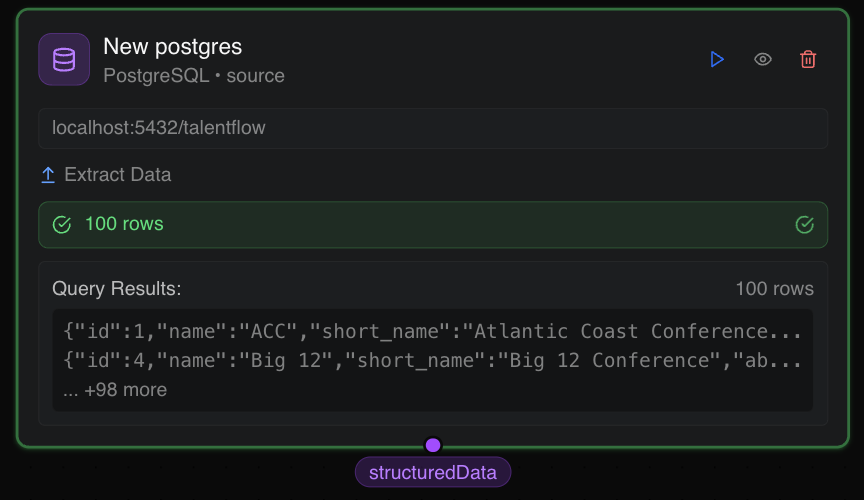 New postgres
PostgreSQL • source
localhost:5432/talentflow
Extract Data
100 rows
Query Results:
100 rows
{"id":1,"name":"ACC","short_name":"Atlantic Coast Conference...
{"id":4,"name":"Big 12","short_name":"Big 12 Conference","ab...
... +98 more
structuredData